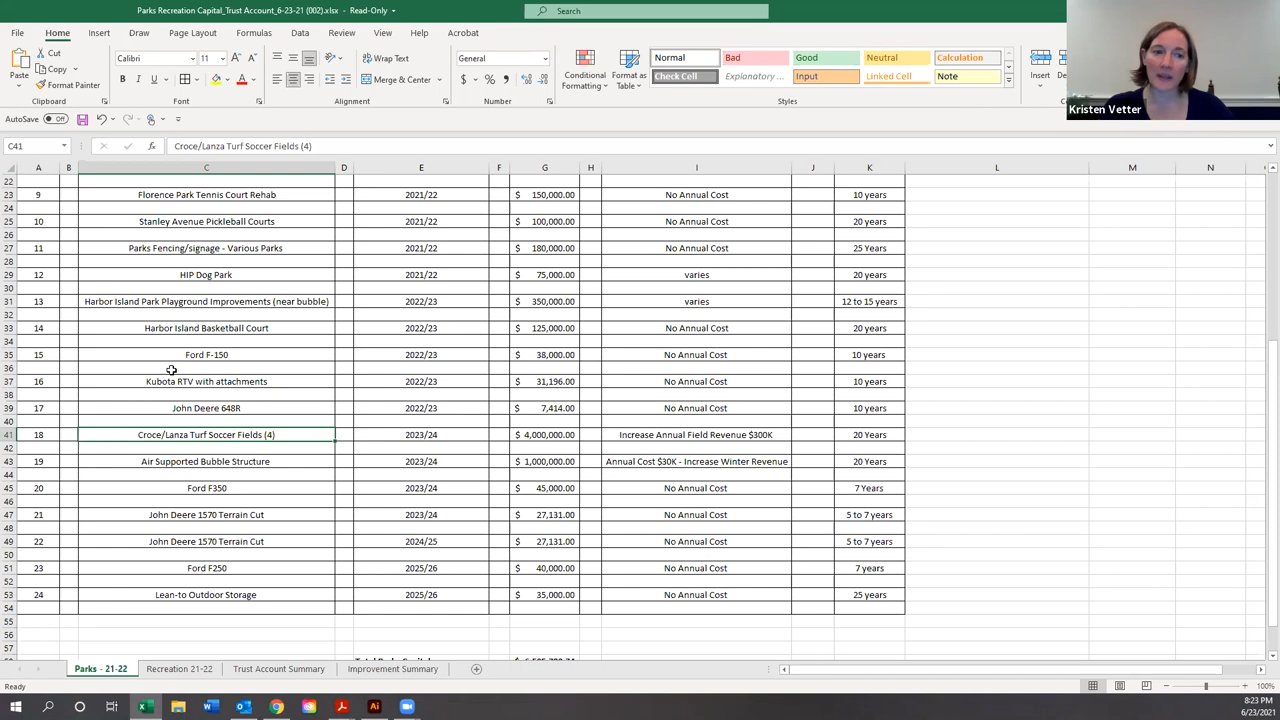 Parks Recreation Capital_Trust Account_6-23-21 (002).xlsx - Read-Only
Search
File Home Insert Draw Page Layout Formulas Data Review View Help Acrobat
Paste
Cut
Copy
Format Painter
Clipboard
Calibri 11
B I U
Font
Wrap Text
Merge & Center
Alignment
General
$ % 9
Number
Conditional Formatting
Format as Table
Normal Bad Good Neutral Calculation
Check Cell Explanatory... Input Linked Cell Note
Styles
Insert
Kristen Vetter
AutoSave Off
C41 fx Croce/Lanza Turf Soccer Fields (4)
A B C D E F G H I J K L M N
22
23 9 Florence Park Tennis Court Rehab 2021/22 $ 150,000.00 No Annual Cost 10 years
24
25 10 Stanley Avenue Pickleball Courts 2021/22 $ 100,000.00 No Annual Cost 20 years
26
27 11 Parks Fencing/signage - Various Parks 2021/22 $ 180,000.00 No Annual Cost 25 Years
28
29 12 HIP Dog Park 2021/22 $ 75,000.00 varies 20 years
30
31 13 Harbor Island Park Playground Improvements (near bubble) 2022/23 $ 350,000.00 varies 12 to 15 years
32
33 14 Harbor Island Basketball Court 2022/23 $ 125,000.00 No Annual Cost 20 years
34
35 15 Ford F-150 2022/23 $ 38,000.00 No Annual Cost 10 years
36
37 16 Kubota RTV with attachments 2022/23 $ 31,196.00 No Annual Cost 10 years
38
39 17 John Deere 648R 2022/23 $ 7,414.00 No Annual Cost 10 years
40
41 18 Croce/Lanza Turf Soccer Fields (4) 2023/24 $ 4,000,000.00 Increase Annual Field Revenue $300K 20 Years
42
43 19 Air Supported Bubble Structure 2023/24 $ 1,000,000.00 Annual Cost $30K - Increase Winter Revenue 20 Years
44
45 20 Ford F350 2023/24 $ 45,000.00 No Annual Cost 7 Years
46
47 21 John Deere 1570 Terrain Cut 2023/24 $ 27,131.00 No Annual Cost 5 to 7 years
48
49 22 John Deere 1570 Terrain Cut 2024/25 $ 27,131.00 No Annual Cost 5 to 7 years
50
51 23 Ford F250 2025/26 $ 40,000.00 No Annual Cost 7 years
52
53 24 Lean-to Outdoor Storage 2025/26 $ 35,000.00 No Annual Cost 25 years
54
55
56
57
Parks - 21-22 Recreation 21-22 Trust Account Summary Improvement Summary
Ready
100%
8:23 PM
6/23/2021